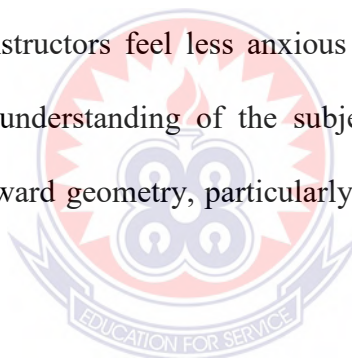 nstructors feel less anxious
understanding of the subje
ward geometry, particularly
EDUCATION FOR SERVICE